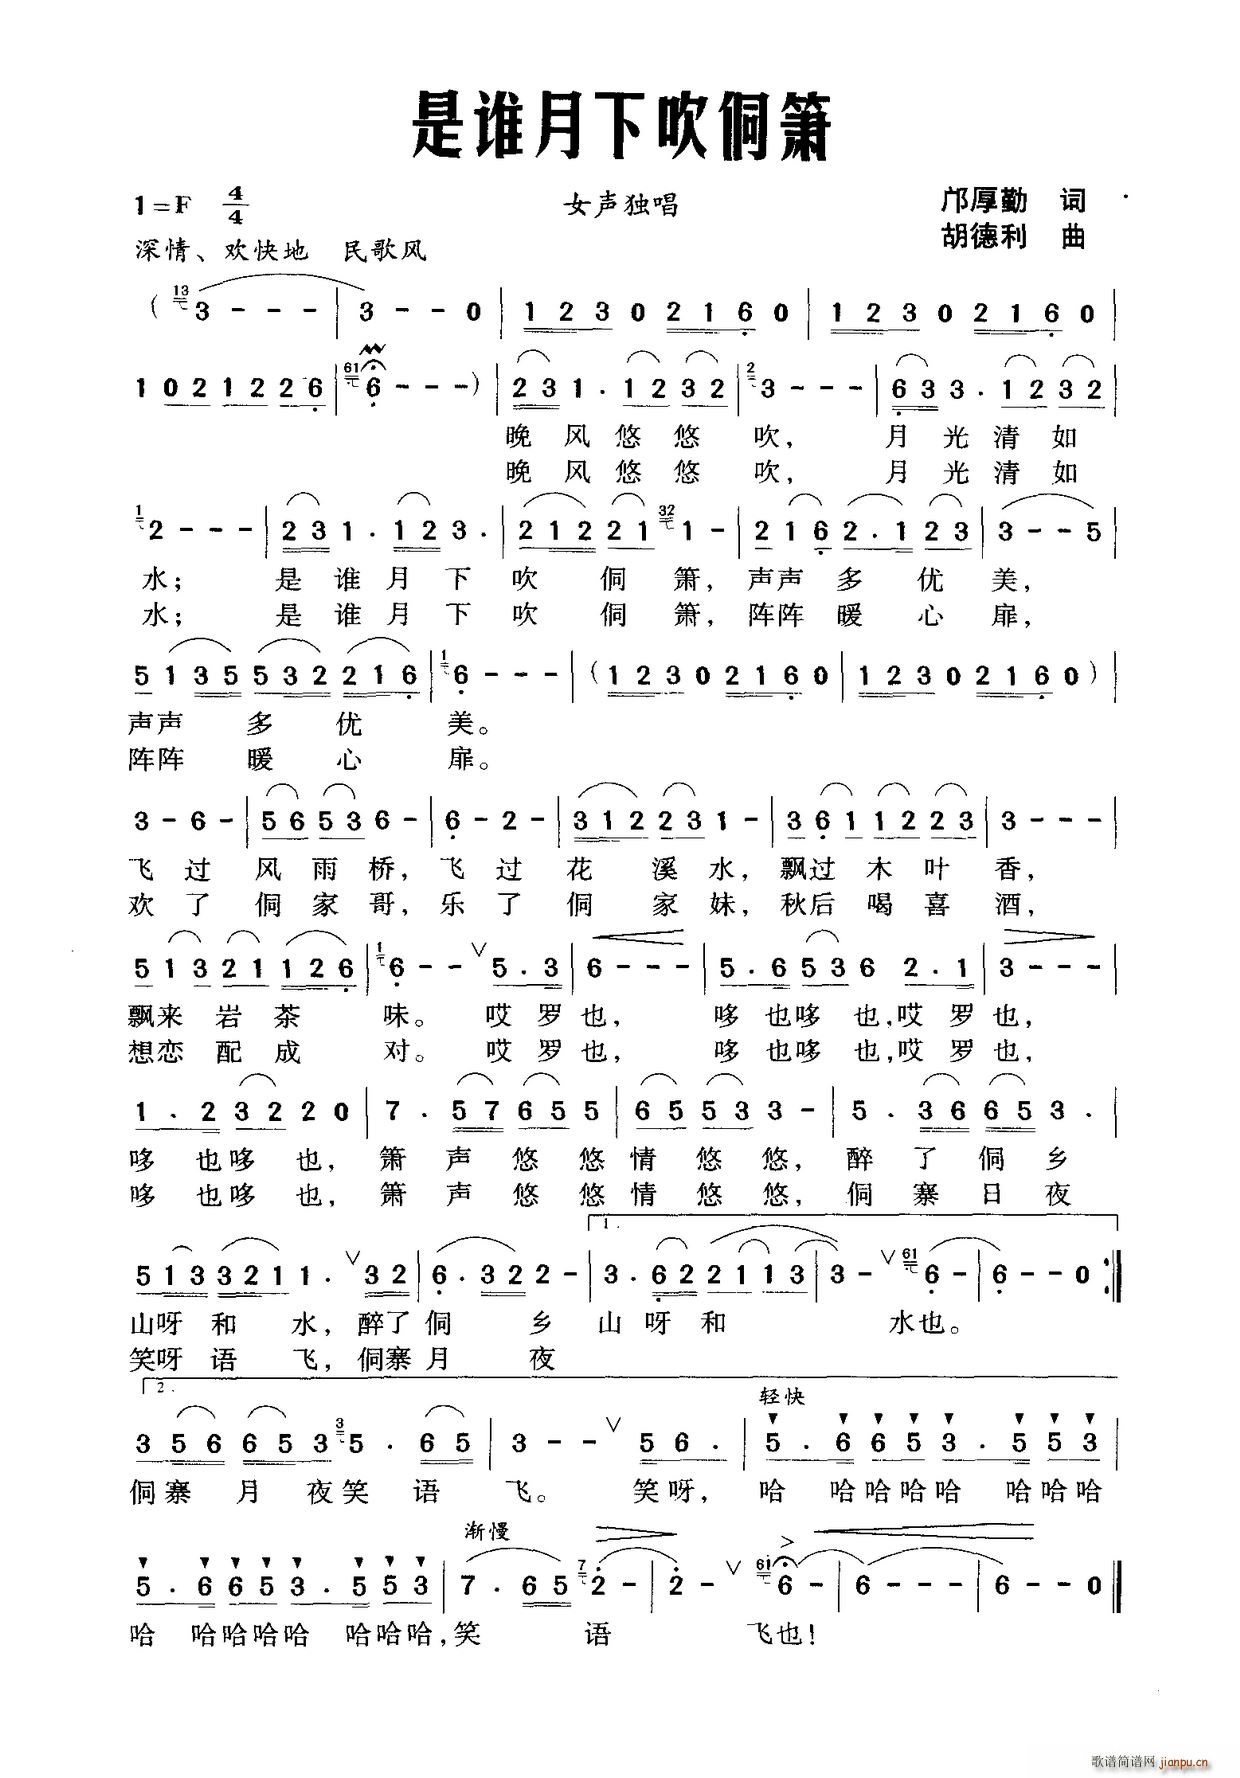 是谁月下吹侗箫
1=F 4/4 女声独唱 邝厚勤 词
深情、欢快地 民歌风 胡德利 曲
( 13 3 - - - | 3 - - 0 | 1 2 3 0 2 1 6 0 | 1 2 3 0 2 1 6 0 |
1 0 2 1 2 2 6 | 61 6 - - - ) | 2 3 1 . 1 2 3 2 | 2 3 - - - | 6 3 3 . 1 2 3 2 |
晚风悠悠吹, 月光清如
晚风悠悠吹, 月光清如
1 2 - - - | 2 3 1 . 1 2 3 . | 2 1 2 2 1 32 1 - | 2 1 6 2 . 1 2 3 | 3 - - 5 |
水; 是谁月下吹侗箫, 声声多优美,
水; 是谁月下吹侗箫, 阵阵暖心扉,
5 1 3 5 5 3 2 2 1 6 | 1 6 - - - | ( 1 2 3 0 2 1 6 0 | 1 2 3 0 2 1 6 0 ) |
声声多优美。
阵阵暖心扉。
3 - 6 - | 5 6 5 3 6 - | 6 - 2 - | 3 1 2 2 3 1 - | 3 6 1 1 2 2 3 | 3 - - - |
飞过风雨桥, 飞过花溪水, 飘过木叶香,
欢了侗家哥, 乐了侗家妹, 秋后喝喜酒,
5 1 3 2 1 1 2 6 | 1 6 - - ∨ 5 . 3 | 6 - - - | 5 . 6 5 3 6 2 . 1 | 3 - - - |
飘来岩茶味。 哎罗也, 哆也哆也,哎罗也,
想恋配成对。 哎罗也, 哆也哆也,哎罗也,
1 . 2 3 2 2 0 | 7 . 5 7 6 5 5 | 6 5 5 3 3 - | 5 . 3 6 6 5 3 . |
哆也哆也, 箫声悠悠情悠悠, 醉了侗乡
哆也哆也, 箫声悠悠情悠悠, 侗寨日夜
1.
5 1 3 3 2 1 1 . ∨ 3 2 | 6 . 3 2 2 - | 3 . 6 2 2 1 1 3 | 3 - ∨ 61 6 - | 6 - - 0 :||
山呀和水, 醉了侗乡山呀和水也。
笑呀语飞, 侗寨月夜
2.
轻快
3 5 6 6 5 3 3 5 . 6 5 | 3 - - ∨ 5 6 . | 5 . 6 6 5 3 . 5 5 3 |
侗寨月夜笑语飞。 笑呀, 哈 哈哈哈哈 哈哈哈
渐慢
5 . 6 6 5 3 . 5 5 3 | 7 . 6 5 7 2 - | 2 - ∨ 61 6 - | 6 - - - | 6 - - 0 ||
哈 哈哈哈哈 哈哈哈,笑语飞也!
歌谱简谱网 jianpu.cn